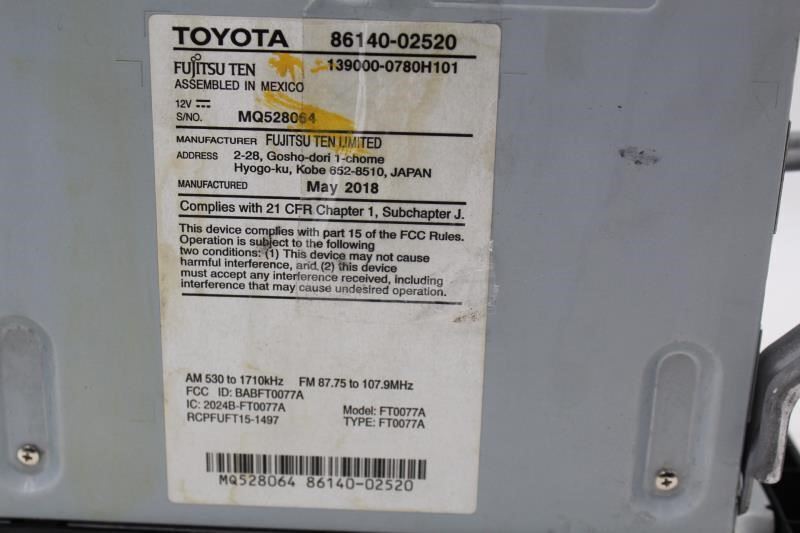 TOYOTA 86140-02520
FUJITSU TEN 139000-0780H101
ASSEMBLED IN MEXICO
12V
S/NO. MQ528064
MANUFACTURER FUJITSU TEN LIMITED
ADDRESS 2-28, Gosho-dori 1-chome
Hyogo-ku, Kobe 652-8510, JAPAN
MANUFACTURED May 2018
Complies with 21 CFR Chapter 1, Subchapter J.
This device complies with part 15 of the FCC Rules.
Operation is subject to the following
two conditions: (1) This device may not cause
harmful interference, and (2) this device
must accept any interference received, including
interference that may cause undesired operation.
AM 530 to 1710kHz FM 87.75 to 107.9MHz
FCC ID: BABFT0077A
IC: 2024B-FT0077A Model: FT0077A
RCPFUFT15-1497 TYPE: FT0077A
MQ528064 86140-02520